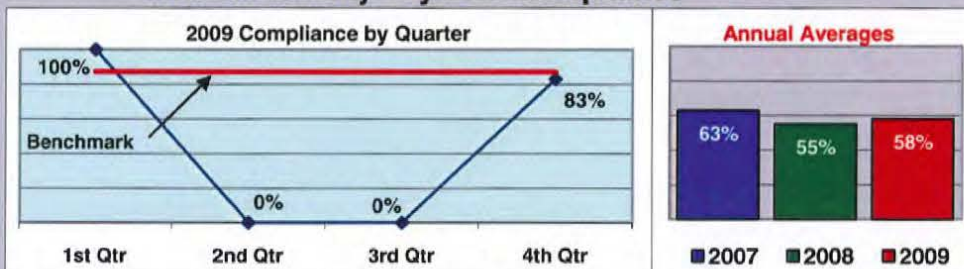 2009 Compliance by Quarter
100%
Benchmark
0%
0%
83%
1st Qtr
2nd Qtr
3rd Qtr
4th Qtr
Annual Averages
63%
55%
58%
2007
2008
2009